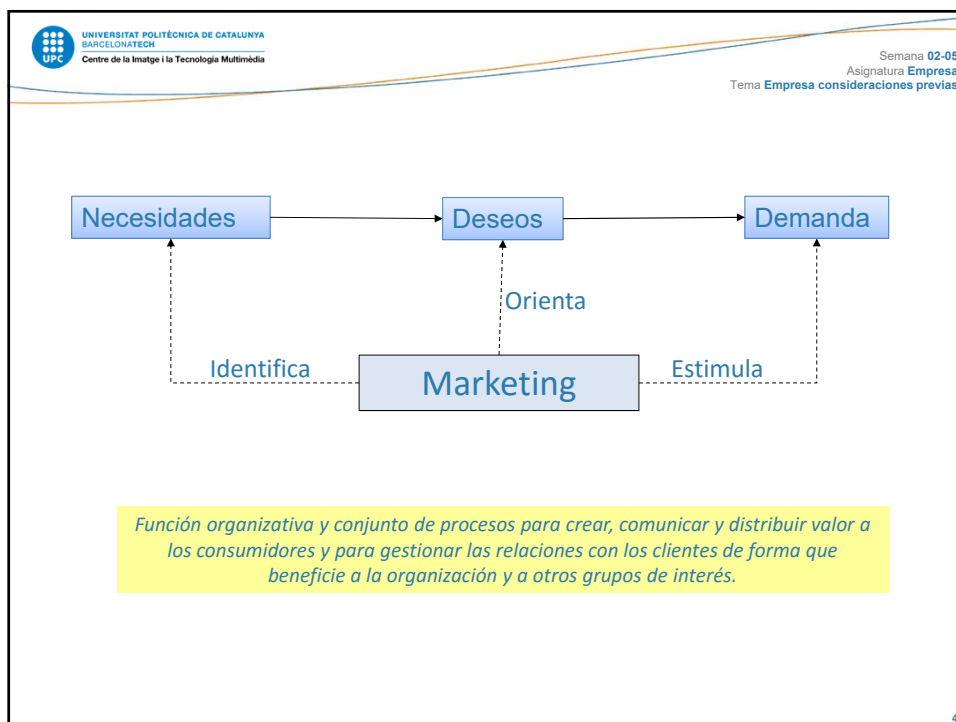 UNIVERSITAT POLITÈCNICA DE CATALUNYA
BARCELONATECH
Centre de la Imatge i la Tecnologia Multimèdia
UPC
Semana 02-05
Asignatura Empresa
Tema Empresa consideraciones previas
Necesidades
Deseos
Demanda
Orienta
Identifica
Marketing
Estimula
Función organizativa y conjunto de procesos para crear, comunicar y distribuir valor a
los consumidores y para gestionar las relaciones con los clientes de forma que
beneficie a la organización y a otros grupos de interés.
4